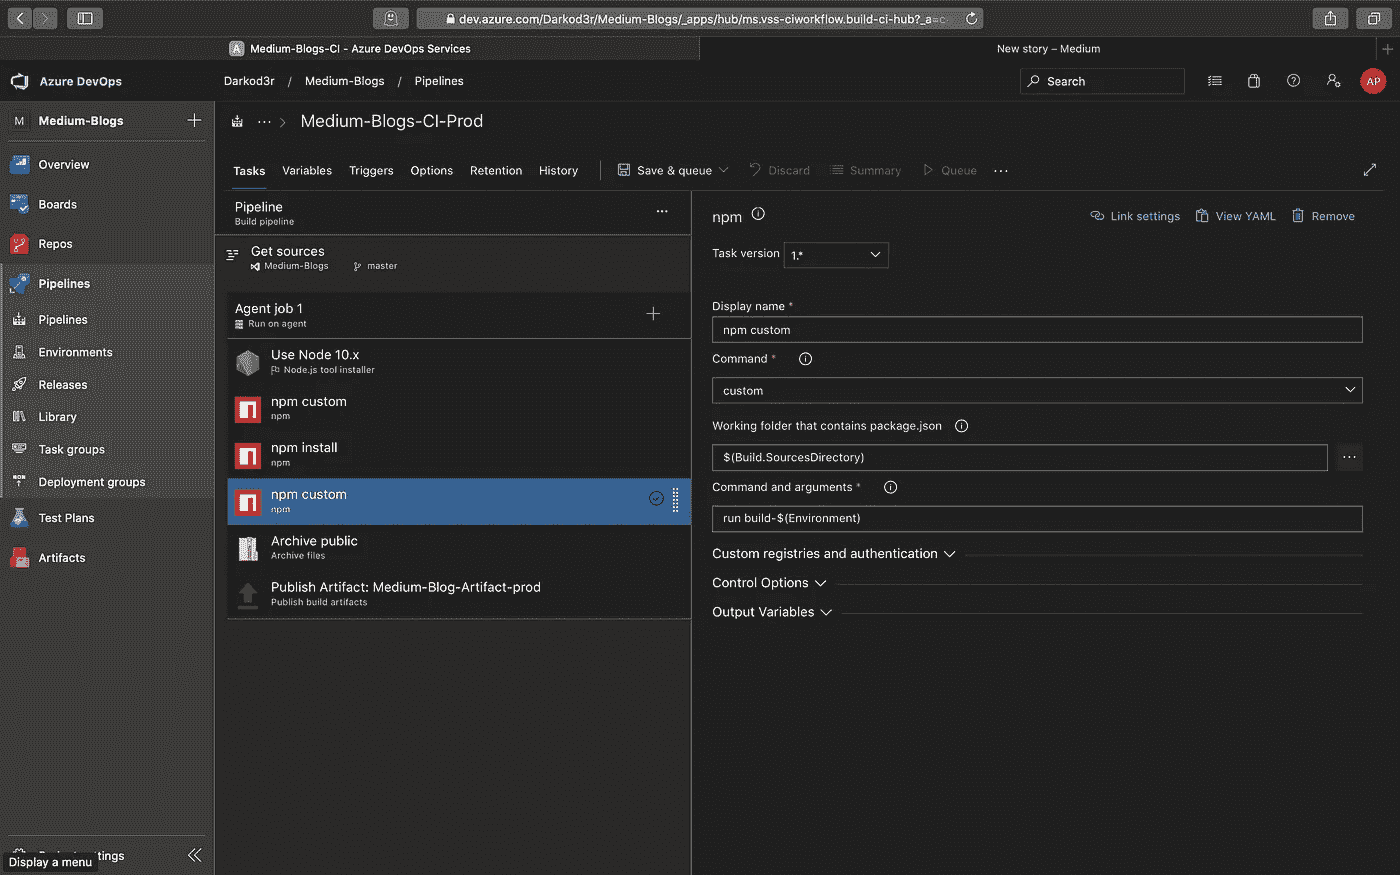 dev.azure.com/Darkod3r/Medium-Blogs/_apps/hub/ms.vss-ciworkflow.build-ci-hub?_a=c
A Medium-Blogs-CI - Azure DevOps Services
New story – Medium
Azure DevOps
Darkod3r / Medium-Blogs / Pipelines
Search
AP
M Medium-Blogs
Medium-Blogs-CI-Prod
Overview
Boards
Repos
Pipelines
Pipelines
Environments
Releases
Library
Task groups
Deployment groups
Test Plans
Artifacts
Display a menu
ttings
Tasks Variables Triggers Options Retention History Save & queue Discard Summary Queue
Pipeline
Build pipeline
Get sources
Medium-Blogs master
Agent job 1
Run on agent
Use Node 10.x
Node.js tool installer
npm custom
npm
npm install
npm
npm custom
npm
Archive public
Archive files
Publish Artifact: Medium-Blog-Artifact-prod
Publish build artifacts
npm
Link settings View YAML Remove
Task version 1.*
Display name *
npm custom
Command *
custom
Working folder that contains package.json
$(Build.SourcesDirectory)
Command and arguments *
run build-$(Environment)
Custom registries and authentication
Control Options
Output Variables